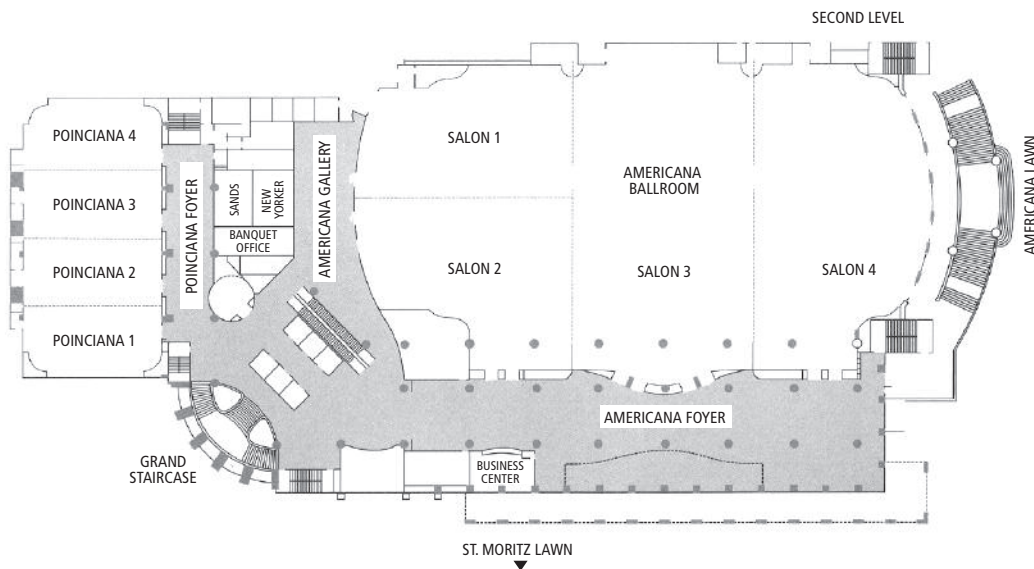 SECOND LEVEL
POINCIANA 4
POINCIANA 3
POINCIANA 2
POINCIANA 1
POINCIANA FOYER
SANDS
NEW
YORKER
BANQUET
OFFICE
AMERICANA GALLERY
SALON 1
SALON 2
AMERICANA
BALLROOM
SALON 3
SALON 4
AMERICANA LAWN
AMERICANA FOYER
GRAND
STAIRCASE
BUSINESS
CENTER
ST. MORITZ LAWN